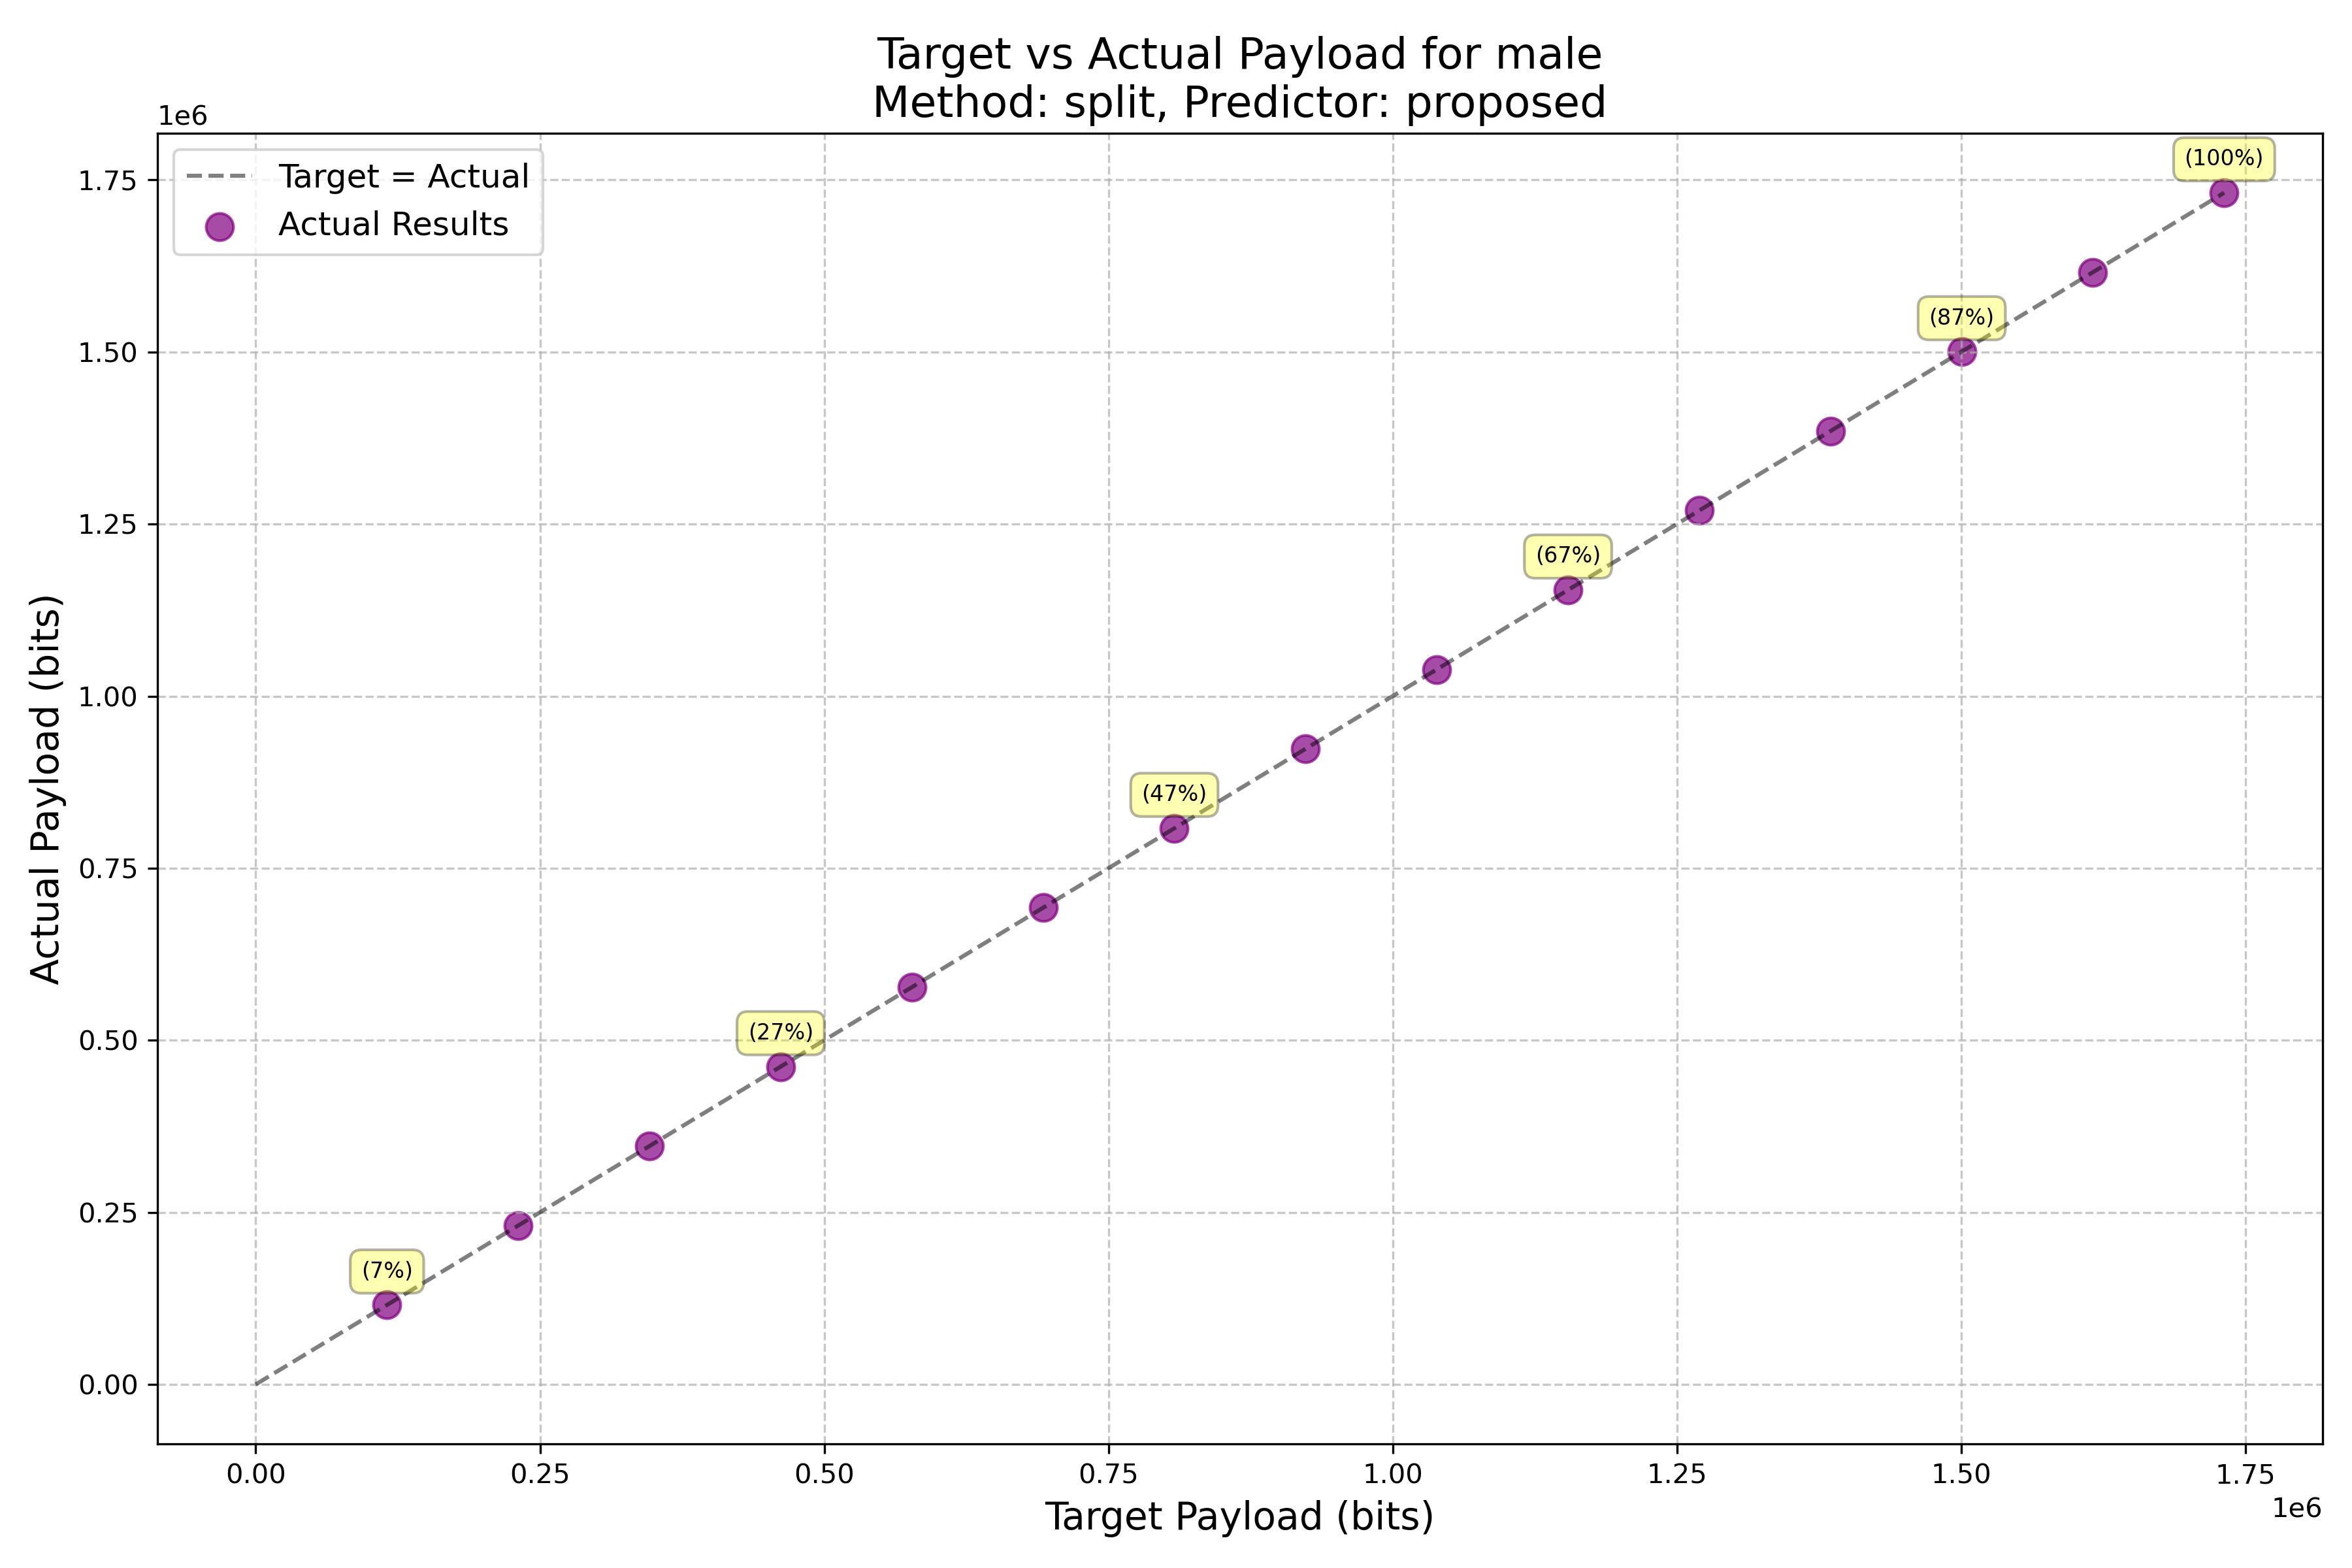 Target vs Actual Payload for male
Method: split, Predictor: proposed
1e6
Target = Actual
Actual Results
(100%)
(87%)
(67%)
(47%)
(27%)
(7%)
1.75
1.50
1.25
1.00
0.75
0.50
0.25
0.00
Actual Payload (bits)
0.00 0.25 0.50 0.75 1.00 1.25 1.50 1.75
1e6
Target Payload (bits)